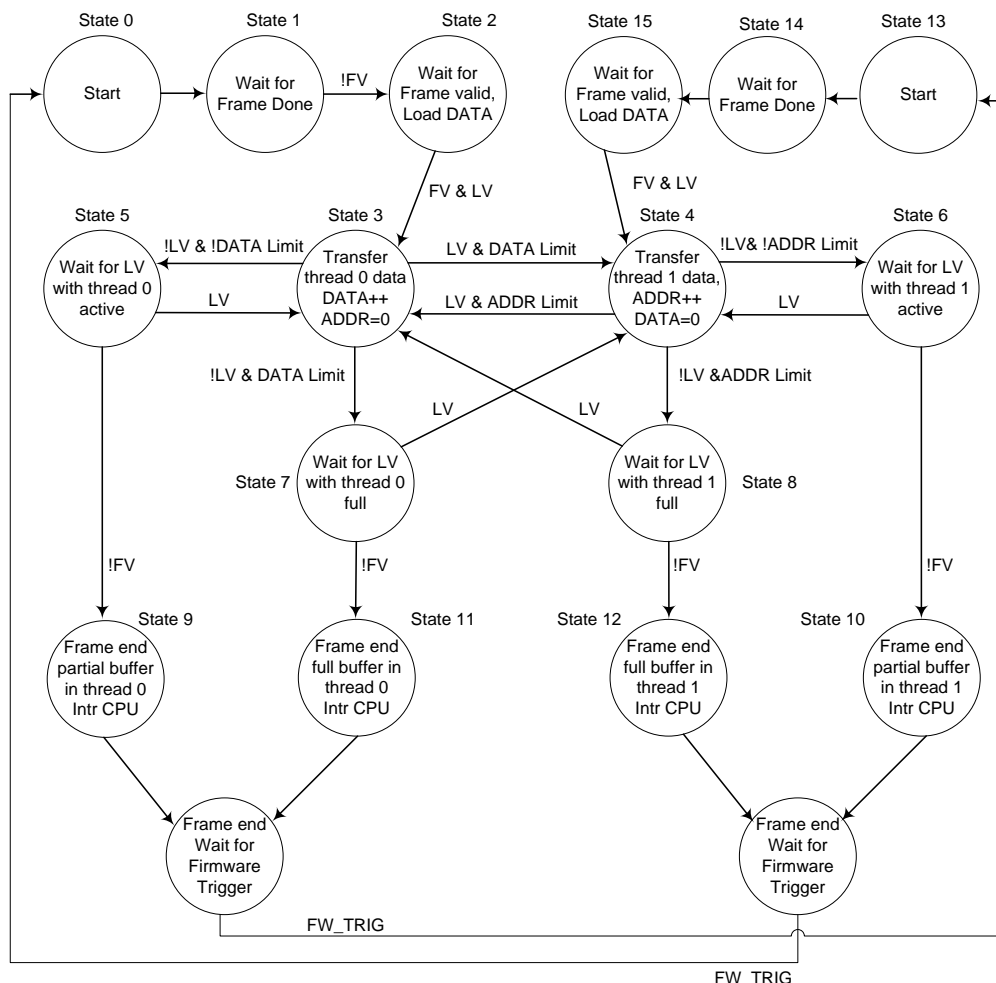 State 0
State 1
State 2
State 15
State 14
State 13
Start
Wait for
Frame Done
!FV
Wait for
Frame valid,
Load DATA
Wait for
Frame valid,
Load DATA
Wait for
Frame Done
Start
FV & LV
FV & LV
State 5
State 3
State 4
State 6
Wait for LV
with thread 0
active
!LV & !DATA Limit
LV
Transfer
thread 0 data
DATA++
ADDR=0
LV & DATA Limit
LV & ADDR Limit
Transfer
thread 1 data,
ADDR++
DATA=0
!LV& !ADDR Limit
LV
Wait for LV
with thread 1
active
!LV & DATA Limit
!LV &ADDR Limit
LV
LV
State 7
Wait for LV
with thread 0
full
Wait for LV
with thread 1
full
State 8
!FV
!FV
!FV
!FV
State 9
State 11
State 12
State 10
Frame end
partial buffer
in thread 0
Intr CPU
Frame end
full buffer in
thread 0
Intr CPU
Frame end
full buffer in
thread 1
Intr CPU
Frame end
partial buffer
in thread 1
Intr CPU
Frame end
Wait for
Firmware
Trigger
Frame end
Wait for
Firmware
Trigger
FW_TRIG
FW_TRIG